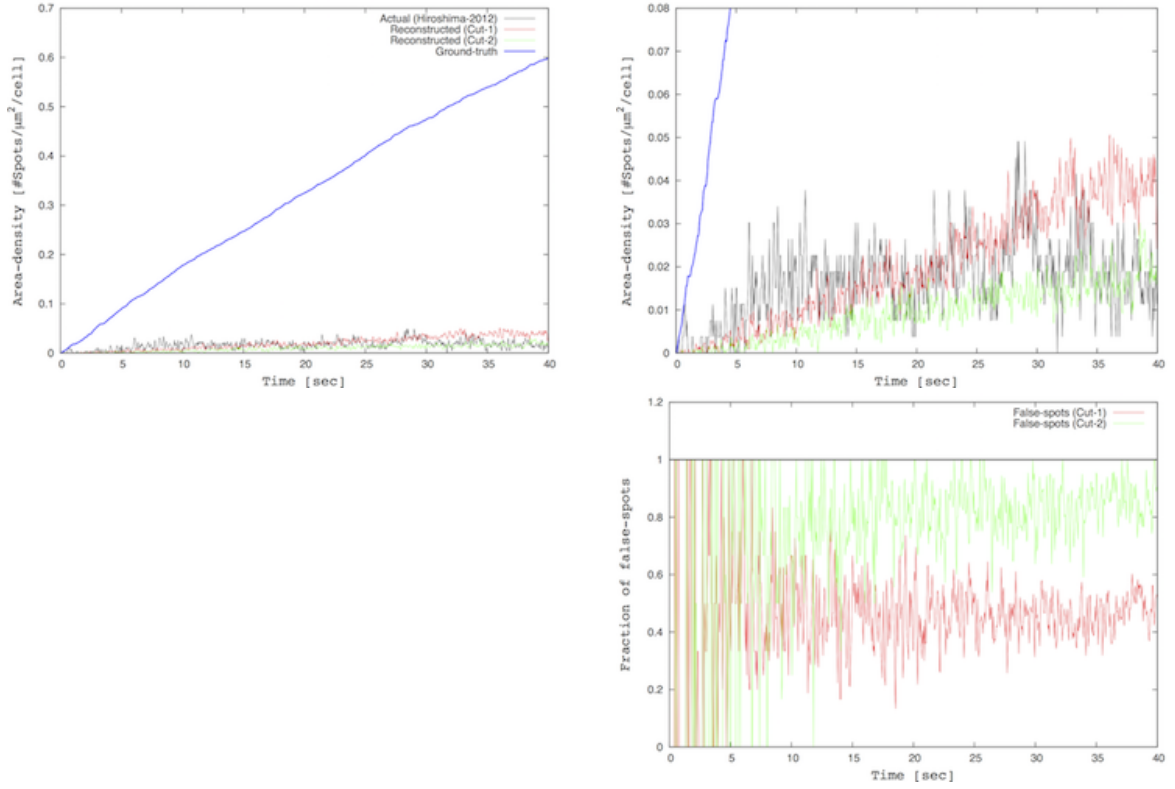 0.7
0.6
0.5
0.4
0.3
0.2
0.1
0
Area-density [#Spots/μm²/cell]
Actual (Hiroshima-2012)
Reconstructed (Cut-1)
Reconstructed (Cut-2)
Ground-truth
0 5 10 15 20 25 30 35 40
Time [sec]
0.08
0.07
0.06
0.05
0.04
0.03
0.02
0.01
0
Area-density [#Spots/μm²/cell]
0 5 10 15 20 25 30 35 40
Time [sec]
1.2
1
0.8
0.6
0.4
0.2
0
Fraction of false-spots
False-spots (Cut-1)
False-spots (Cut-2)
0 5 10 15 20 25 30 35 40
Time [sec]